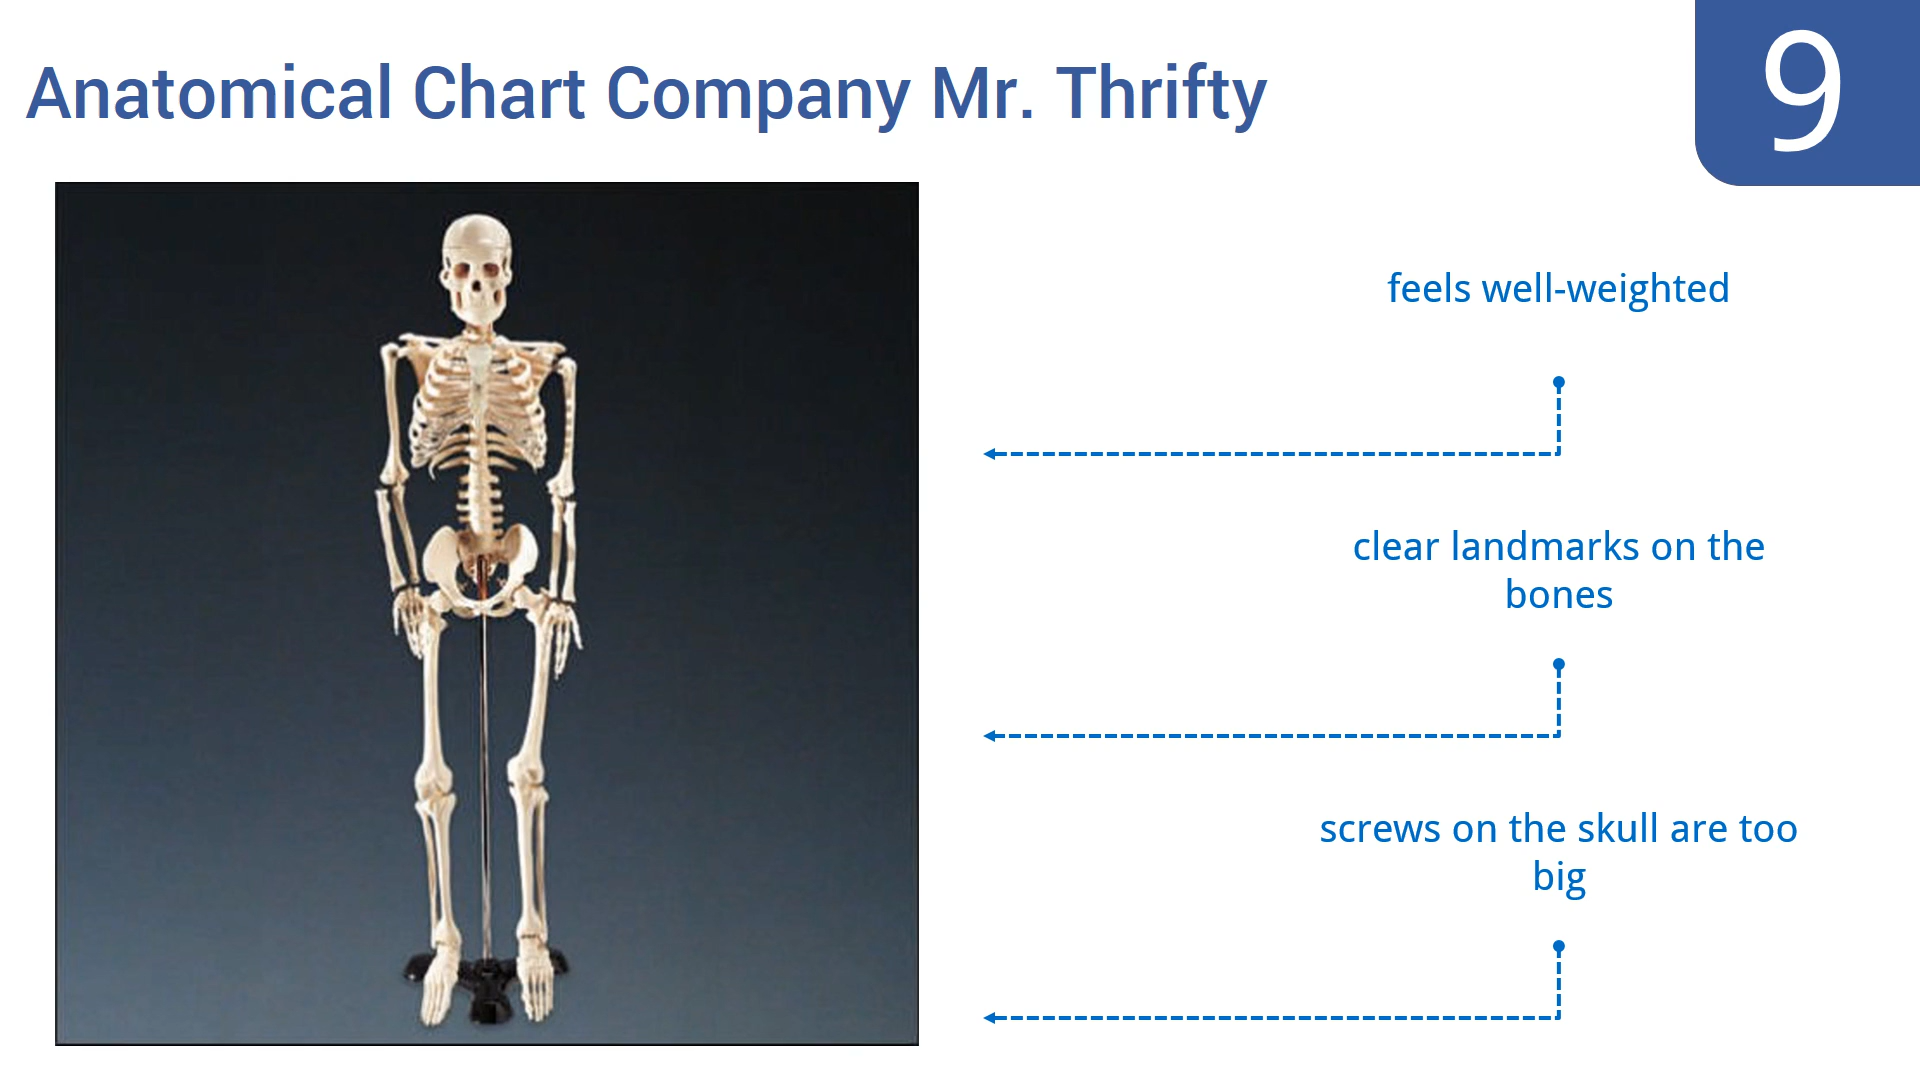 Anatomical Chart Company Mr. Thrifty
9
feels well-weighted
clear landmarks on the
bones
screws on the skull are too
big